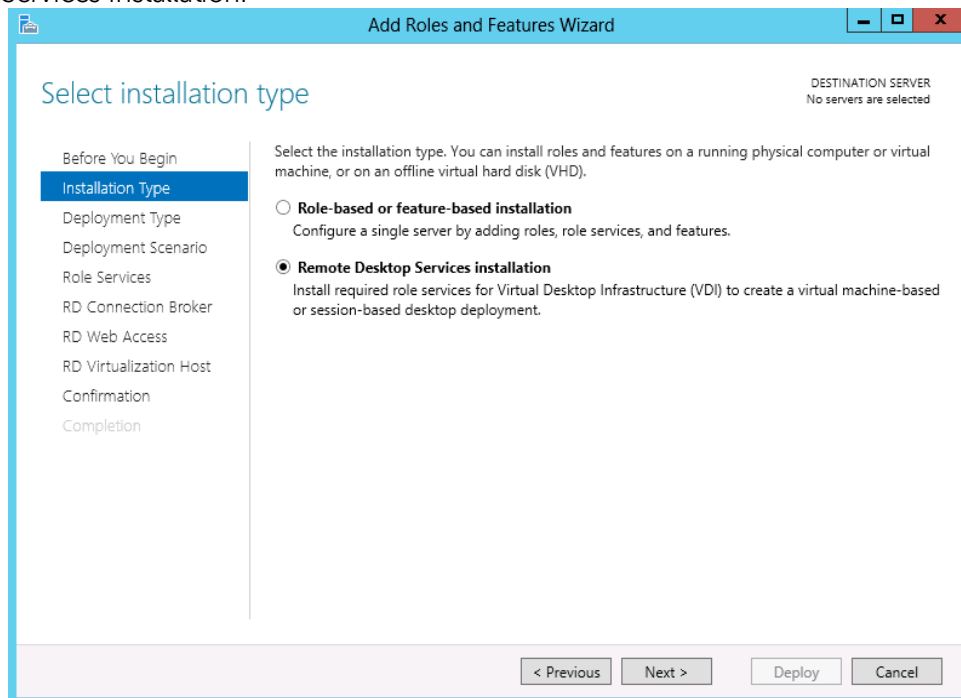 services installation.
Add Roles and Features Wizard
Select installation type
DESTINATION SERVER
No servers are selected
Before You Begin
Installation Type
Deployment Type
Deployment Scenario
Role Services
RD Connection Broker
RD Web Access
RD Virtualization Host
Confirmation
Completion
Select the installation type. You can install roles and features on a running physical computer or virtual
machine, or on an offline virtual hard disk (VHD).
Role-based or feature-based installation
Configure a single server by adding roles, role services, and features.
Remote Desktop Services installation
Install required role services for Virtual Desktop Infrastructure (VDI) to create a virtual machine-based
or session-based desktop deployment.
< Previous
Next >
Deploy
Cancel